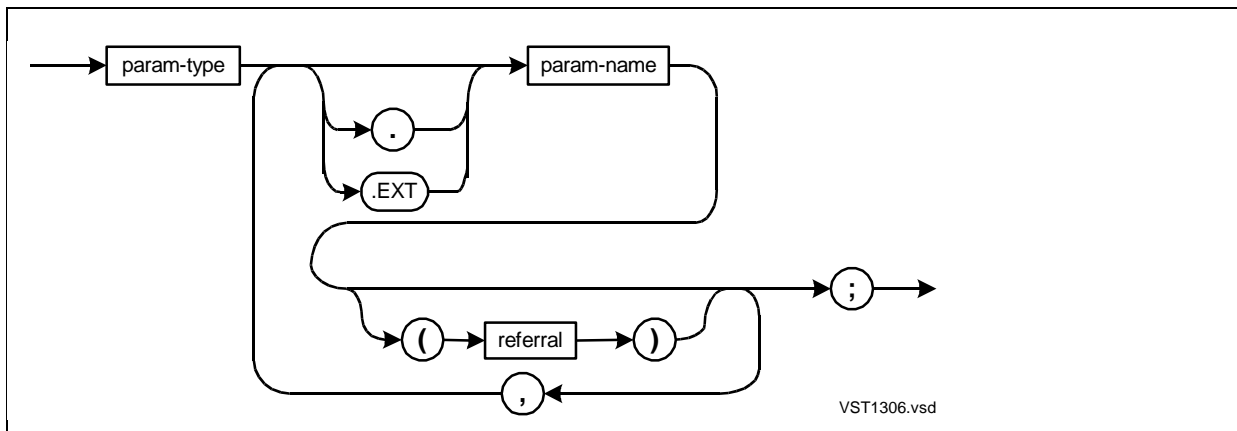 param-type
param-name
.
.EXT
;
(
referral
)
,
VST1306.vsd